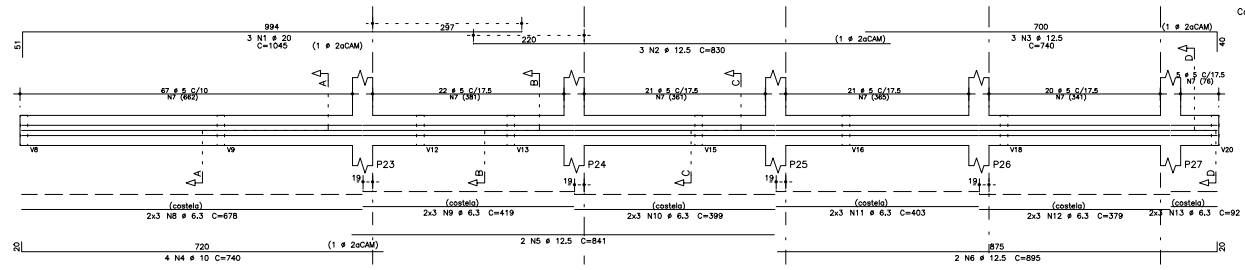 Co
994
297
700
(1 ø 2aCAM)
51
3 N1 ø 20
C=1045
(1 ø 2aCAM)
220
3 N2 ø 12.5 C=830
(1 ø 2aCAM)
3 N3 ø 12.5
C=740
40
A
B
C
D
67 ø 5 C/10
N7 (662)
22 ø 5 C/17.5
N7 (381)
21 ø 5 C/17.5
N7 (361)
21 ø 5 C/17.5
N7 (365)
20 ø 5 C/17.5
N7 (341)
5 ø 5 C/17.5
N7 (76)
V8
V9
V12
V13
V15
V16
V18
V20
P23
P24
P25
P26
P27
A
B
C
D
19
19
19
19
(costela)
2x3 N8 ø 6.3 C=678
(costela)
2x3 N9 ø 6.3 C=419
(costela)
2x3 N10 ø 6.3 C=399
(costela)
2x3 N11 ø 6.3 C=403
(costela)
2x3 N12 ø 6.3 C=379
(costela)
2x3 N13 ø 6.3 C=92
20
720
(1 ø 2aCAM)
4 N4 ø 10 C=740
2 N5 ø 12.5 C=841
875
2 N6 ø 12.5 C=895
20